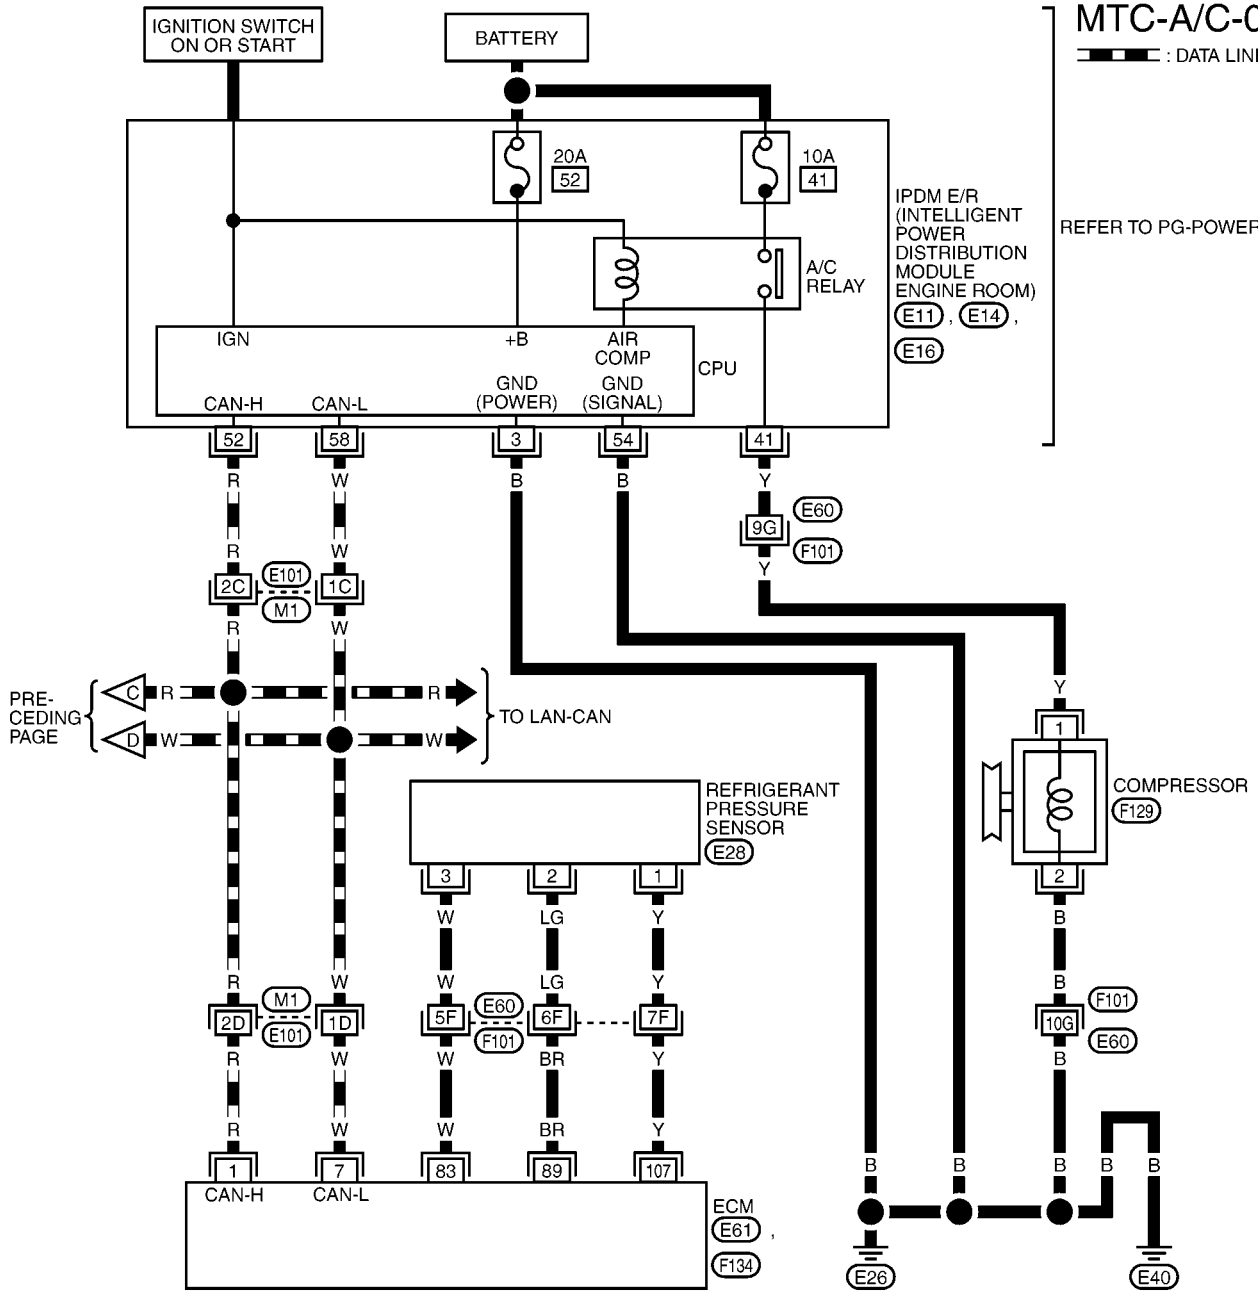 IGNITION SWITCH
ON OR START
BATTERY
MTC-A/C-0
: DATA LINE
20A
52
10A
41
IPDM E/R
(INTELLIGENT
POWER
DISTRIBUTION
MODULE
ENGINE ROOM)
E11 , E14 ,
E16
REFER TO PG-POWER
A/C
RELAY
IGN
+B
AIR
COMP
CPU
CAN-H
CAN-L
GND
(POWER)
GND
(SIGNAL)
52
58
3
54
41
R
W
B
B
Y
9G
E60
F101
R
W
Y
2C
E101
M1
1C
R
W
PRE-
CEDING
PAGE
C
R
R
D
W
W
TO LAN-CAN
Y
1
COMPRESSOR
F129
2
B
REFRIGERANT
PRESSURE
SENSOR
E28
3
2
1
W
LG
Y
R
W
W
LG
Y
B
2D
M1
E101
1D
5F
E60
F101
6F
7F
10G
F101
E60
R
W
W
BR
Y
B
R
W
W
BR
Y
1
7
83
89
107
CAN-H
CAN-L
ECM
E61 ,
F134
B
B
B
B
B
E26
E40